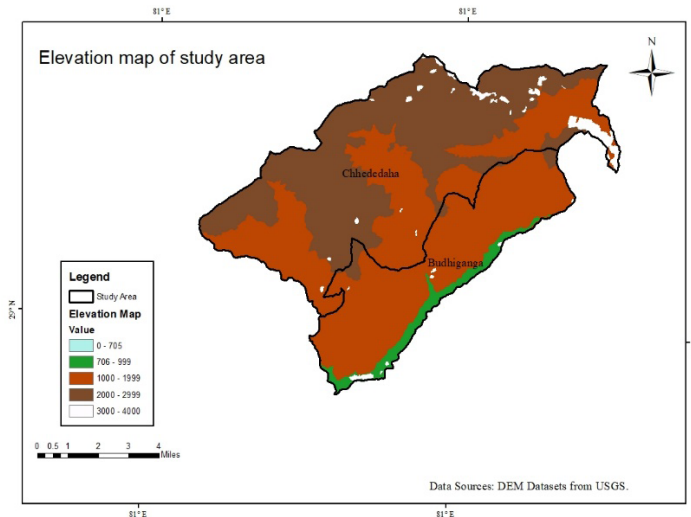 81° E
81° E
Elevation map of study area
N
Chhededaha
Budhiganga
Legend
Study Area
Elevation Map
Value
0 - 705
706 - 999
1000 - 1999
2000 - 2999
3000 - 4000
29° N
0 0.5 1 2 3 4
Miles
Data Sources: DEM Datasets from USGS.
81° E
81° E